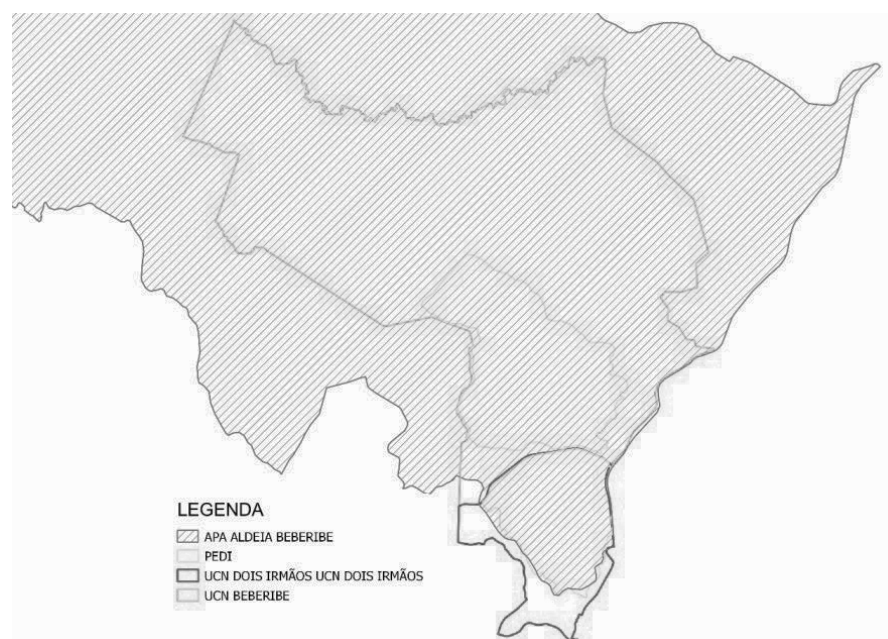 LEGENDA
APA ALDEIA BEBERIBE
PEDI
UCN DOIS IRMÃOS UCN DOIS IRMÃOS
UCN BEBERIBE